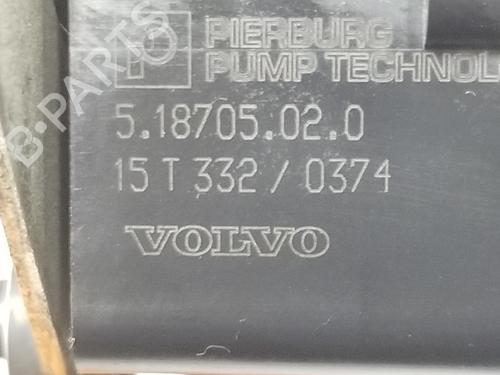 PIERBURG
PUMP TECHNOL
5.18705.02.0
15 T 332 / 0374
VOLVO
B-PARTS